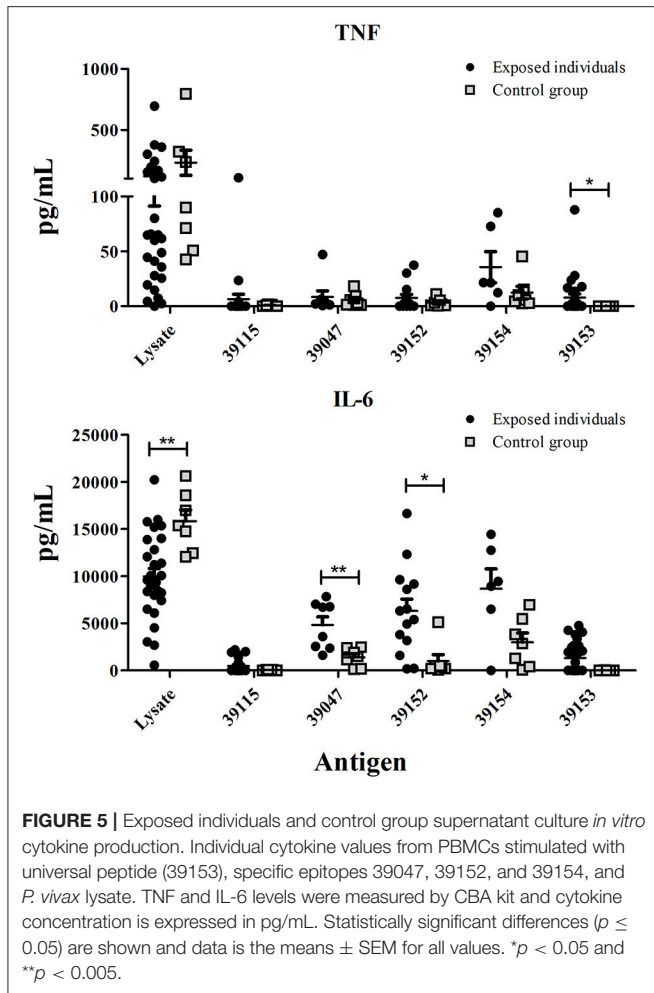 TNF
Exposed individuals
Control group
1000
500
100
50
0
pg/mL
*
Lysate
39115
39047
39152
39154
39153
IL-6
Exposed individuals
Control group
25000
20000
15000
10000
5000
0
pg/mL
**
**
*
Lysate
39115
39047
39152
39154
39153
Antigen
FIGURE 5 | Exposed individuals and control group supernatant culture in vitro
cytokine production. Individual cytokine values from PBMCs stimulated with
universal peptide (39153), specific epitopes 39047, 39152, and 39154, and
P. vivax lysate. TNF and IL-6 levels were measured by CBA kit and cytokine
concentration is expressed in pg/mL. Statistically significant differences (p ≤
0.05) are shown and data is the means ± SEM for all values. *p < 0.05 and
**p < 0.005.